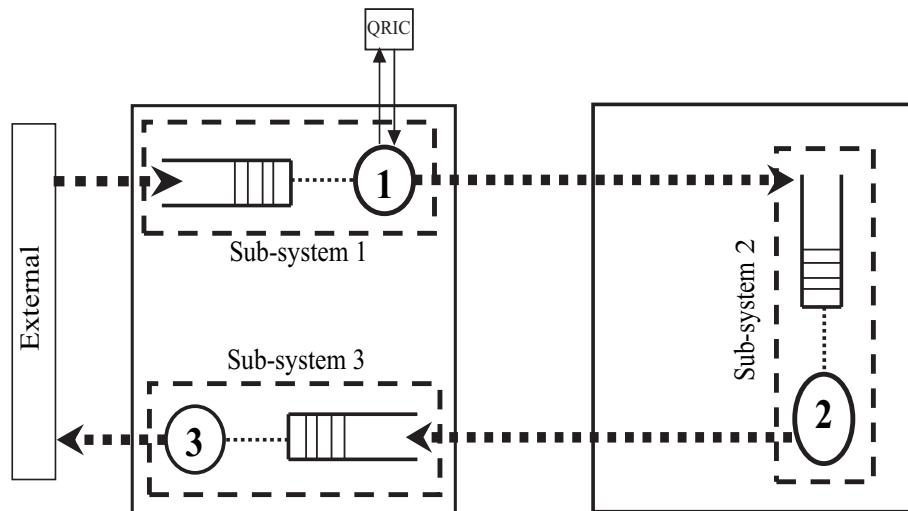 QRIC
1
Sub-system 1
External
Sub-system 2
Sub-system 3
3
2